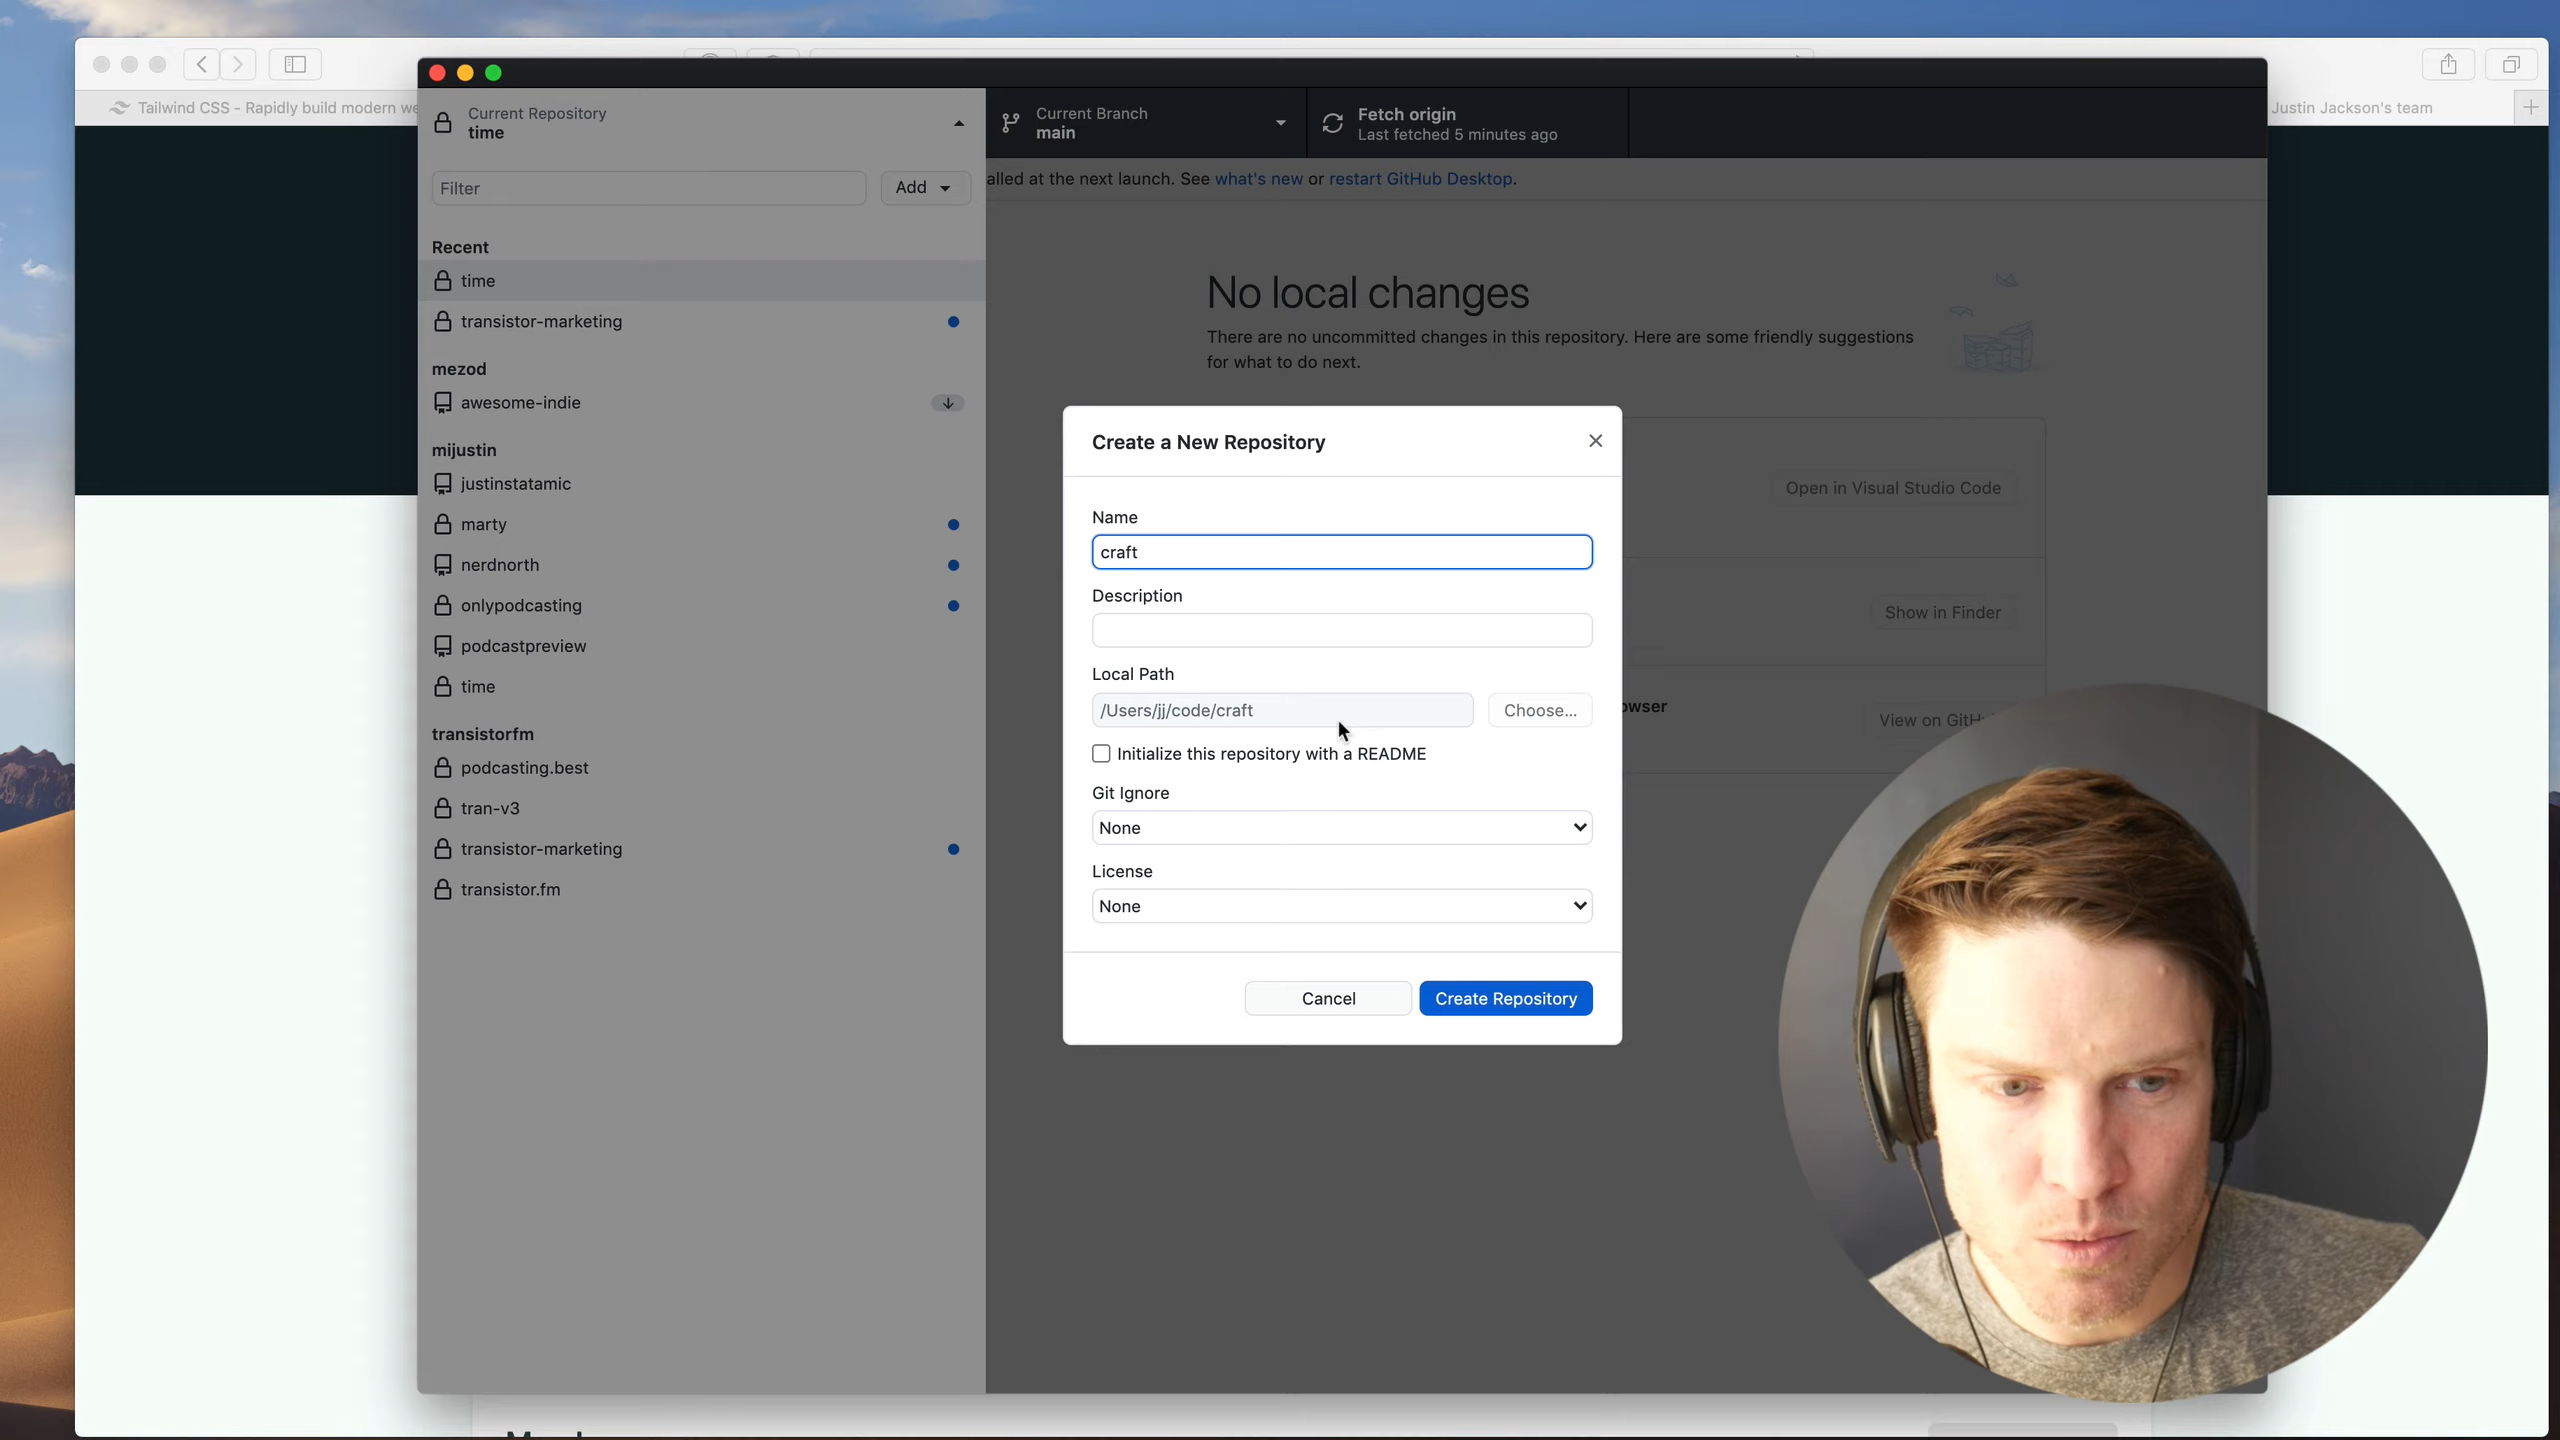 Tailwind CSS - Rapidly build modern we
Justin Jackson's team
Current Repository
time
Current Branch
main
Fetch origin
Last fetched 5 minutes ago
Filter
Add
alled at the next launch. See what's new or restart GitHub Desktop.
Recent
time
transistor-marketing
mezod
awesome-indie
mijustin
justinstatamic
marty
nerdnorth
onlypodcasting
podcastpreview
time
transistorfm
podcasting.best
tran-v3
transistor-marketing
transistor.fm
No local changes
There are no uncommitted changes in this repository. Here are some friendly suggestions
for what to do next.
Open in Visual Studio Code
Show in Finder
owser
View on GitH
Create a New Repository
Name
craft
Description
Local Path
/Users/jj/code/craft
Choose...
Initialize this repository with a README
Git Ignore
None
License
None
Cancel
Create Repository